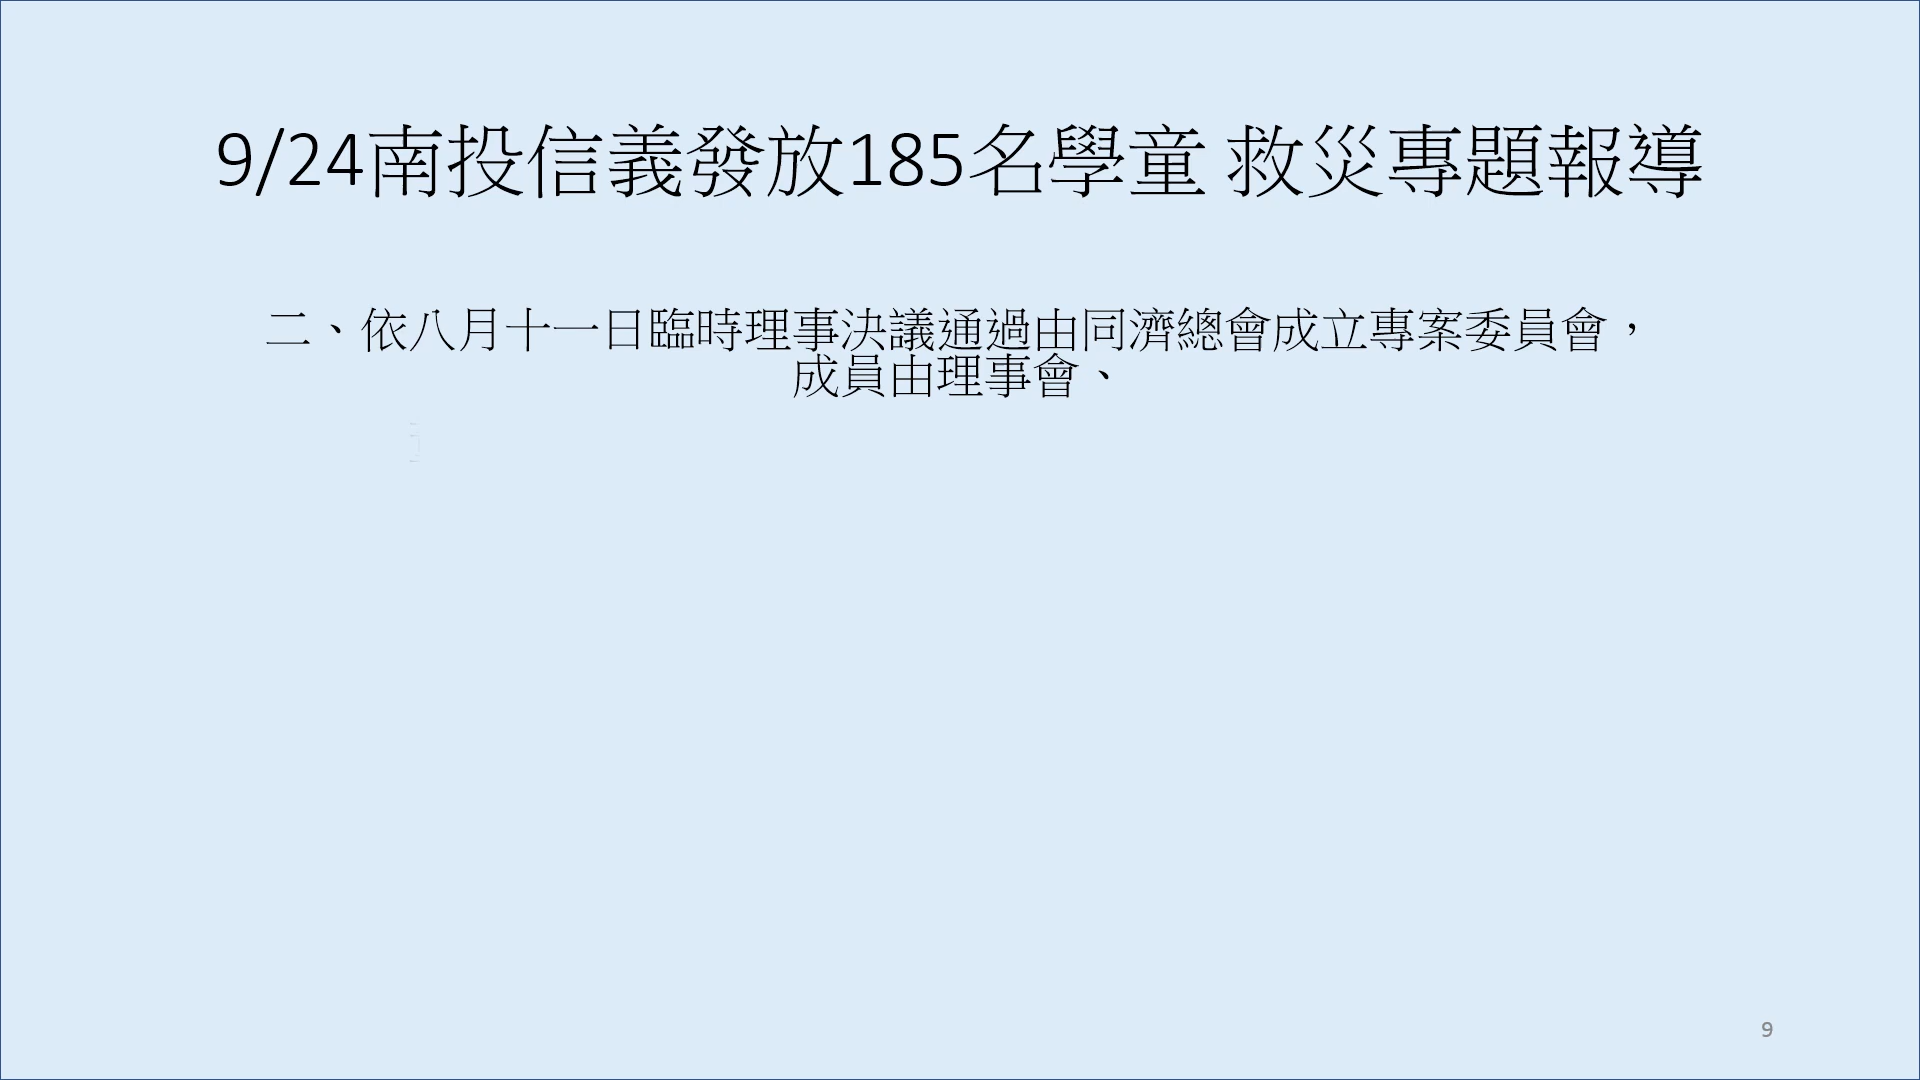 9/24南投信義發放185名學童 救災專題報導
二、依八月十一日臨時理事決議通過由同濟總會成立專案委員會，
成員由理事會、
9